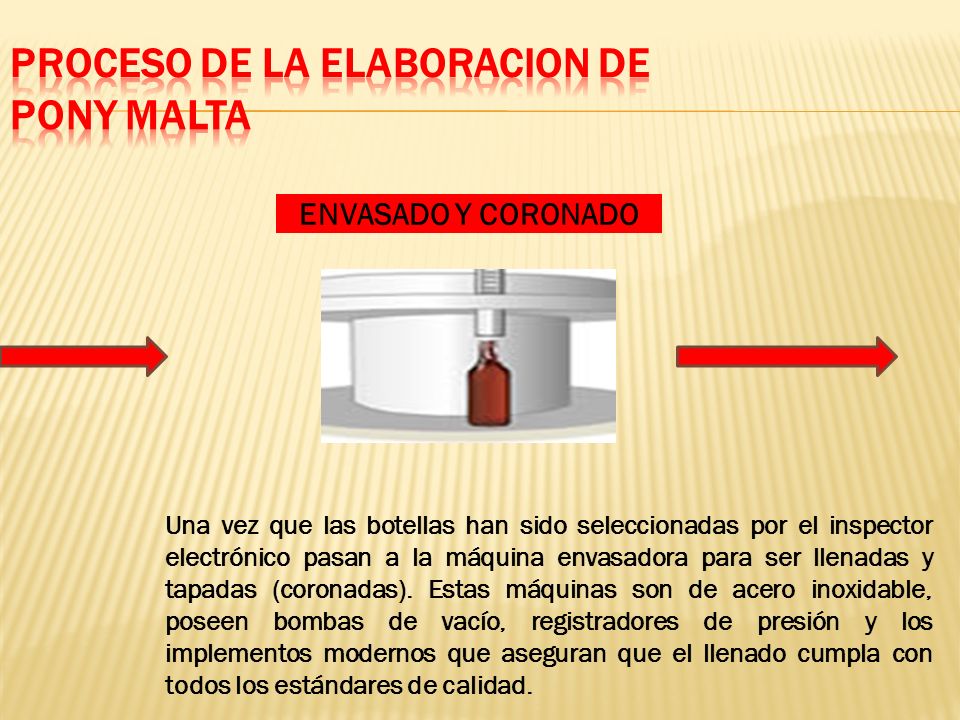 PROCESO DE LA ELABORACION DE
PONY MALTA
ENVASADO Y CORONADO
Una vez que las botellas han sido seleccionadas por el inspector
electrónico pasan a la máquina envasadora para ser llenadas y
tapadas (coronadas). Estas máquinas son de acero inoxidable,
poseen bombas de vacío, registradores de presión y los
implementos modernos que aseguran que el llenado cumpla con
todos los estándares de calidad.